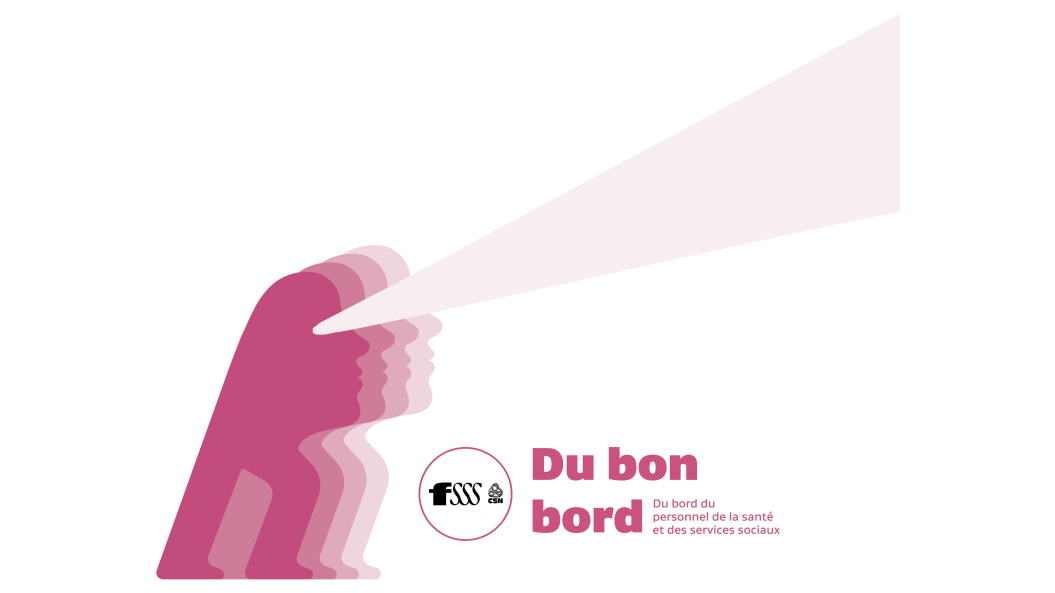 fsss
CSN
Du bon
bord
Du bord du
personnel de la santé
et des services sociaux